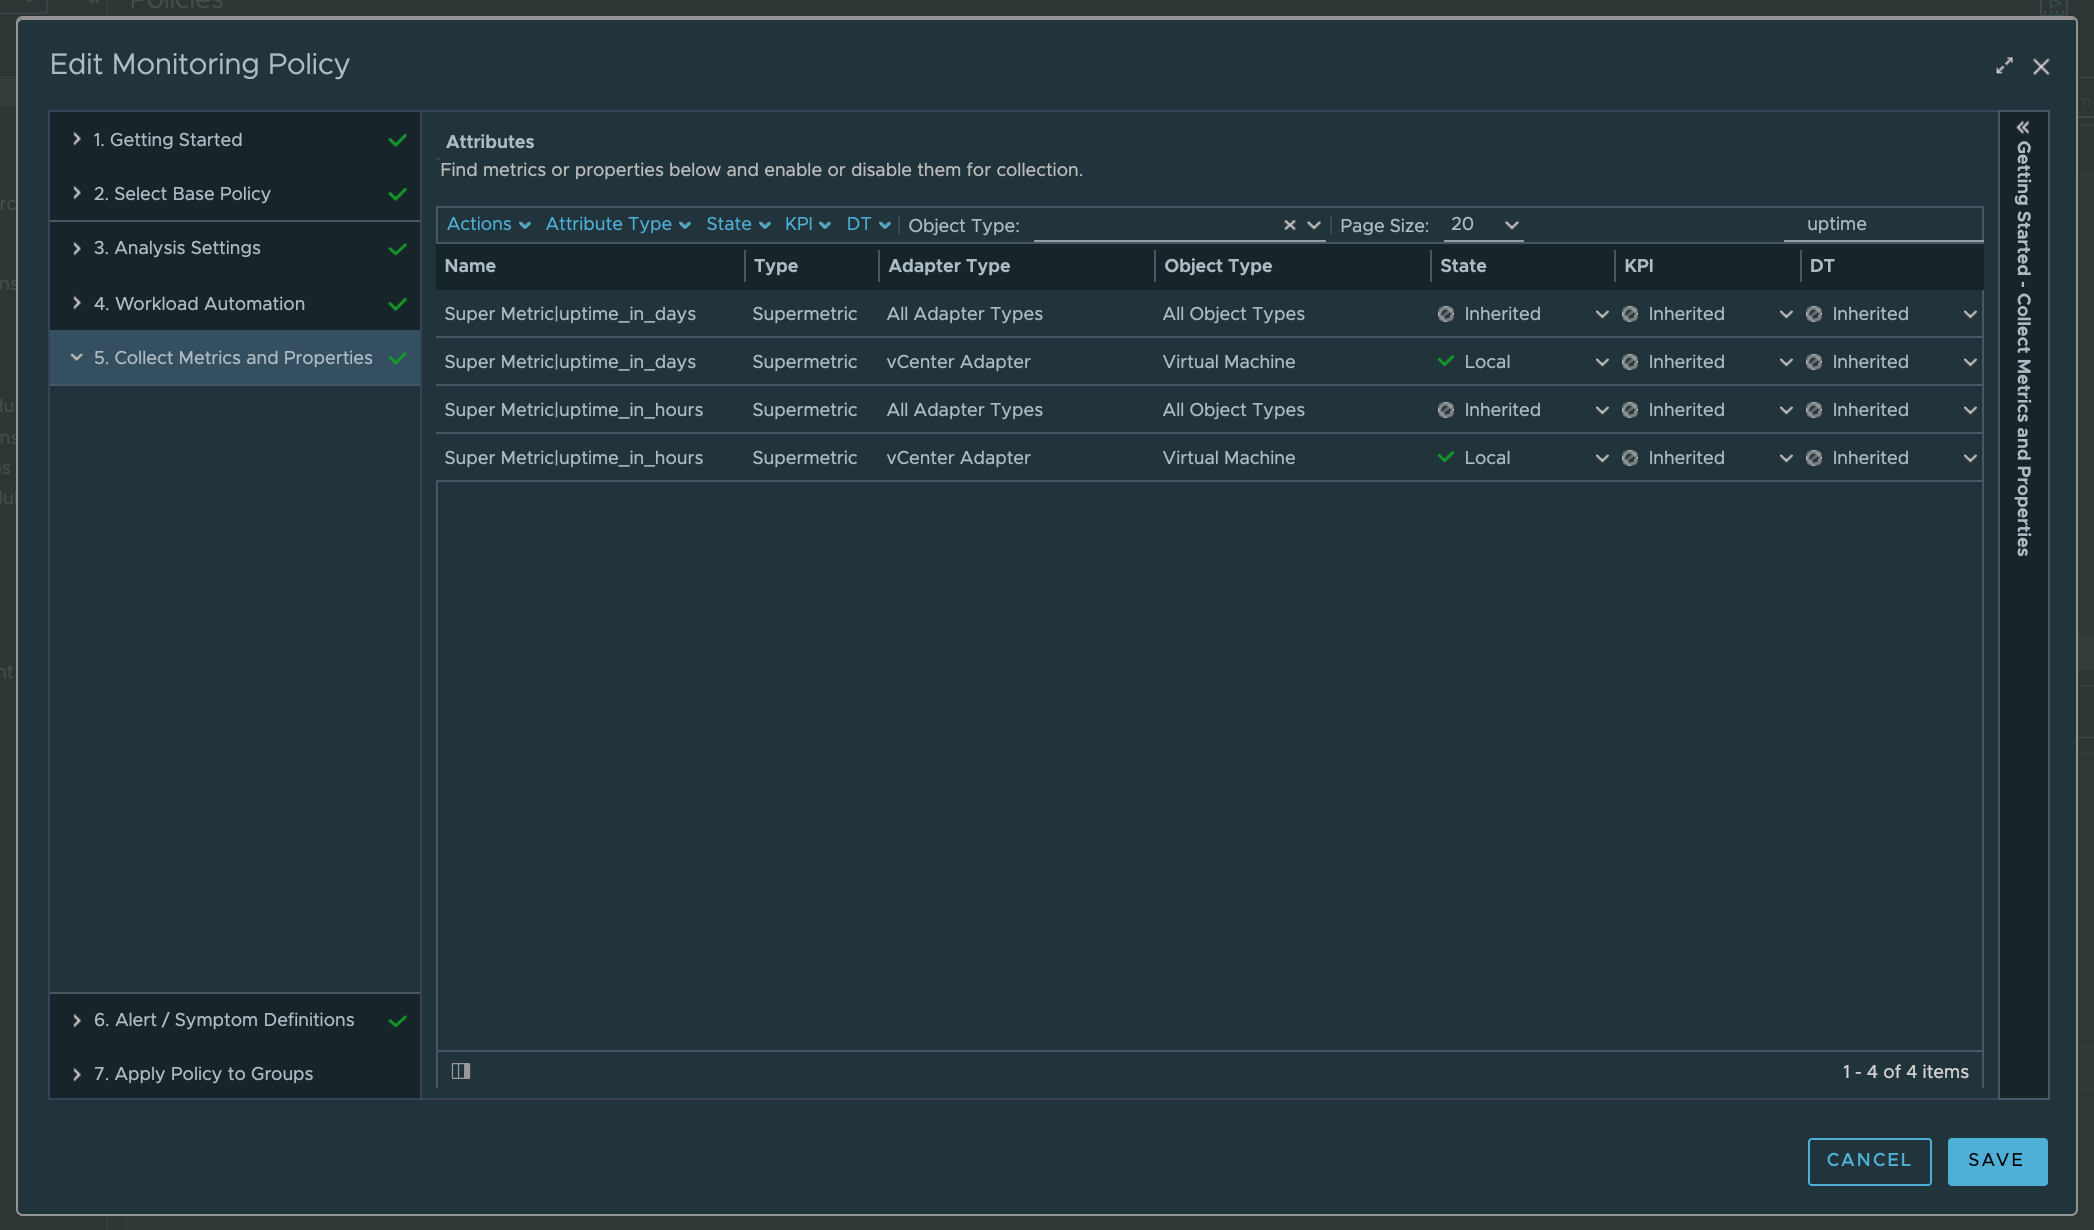 Policies
Edit Monitoring Policy
1. Getting Started
2. Select Base Policy
3. Analysis Settings
4. Workload Automation
5. Collect Metrics and Properties
6. Alert / Symptom Definitions
7. Apply Policy to Groups
Attributes
Find metrics or properties below and enable or disable them for collection.
Actions Attribute Type State KPI DT Object Type: Page Size: 20 uptime
Name Type Adapter Type Object Type State KPI DT
Super Metric|uptime_in_days Supermetric All Adapter Types All Object Types Inherited Inherited Inherited
Super Metric|uptime_in_days Supermetric vCenter Adapter Virtual Machine Local Inherited Inherited
Super Metric|uptime_in_hours Supermetric All Adapter Types All Object Types Inherited Inherited Inherited
Super Metric|uptime_in_hours Supermetric vCenter Adapter Virtual Machine Local Inherited Inherited
1 - 4 of 4 items
Getting Started - Collect Metrics and Properties
CANCEL SAVE